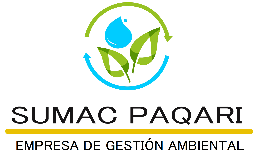 SUMAC PAQARI
EMPRESA DE GESTIÓN AMBIENTAL